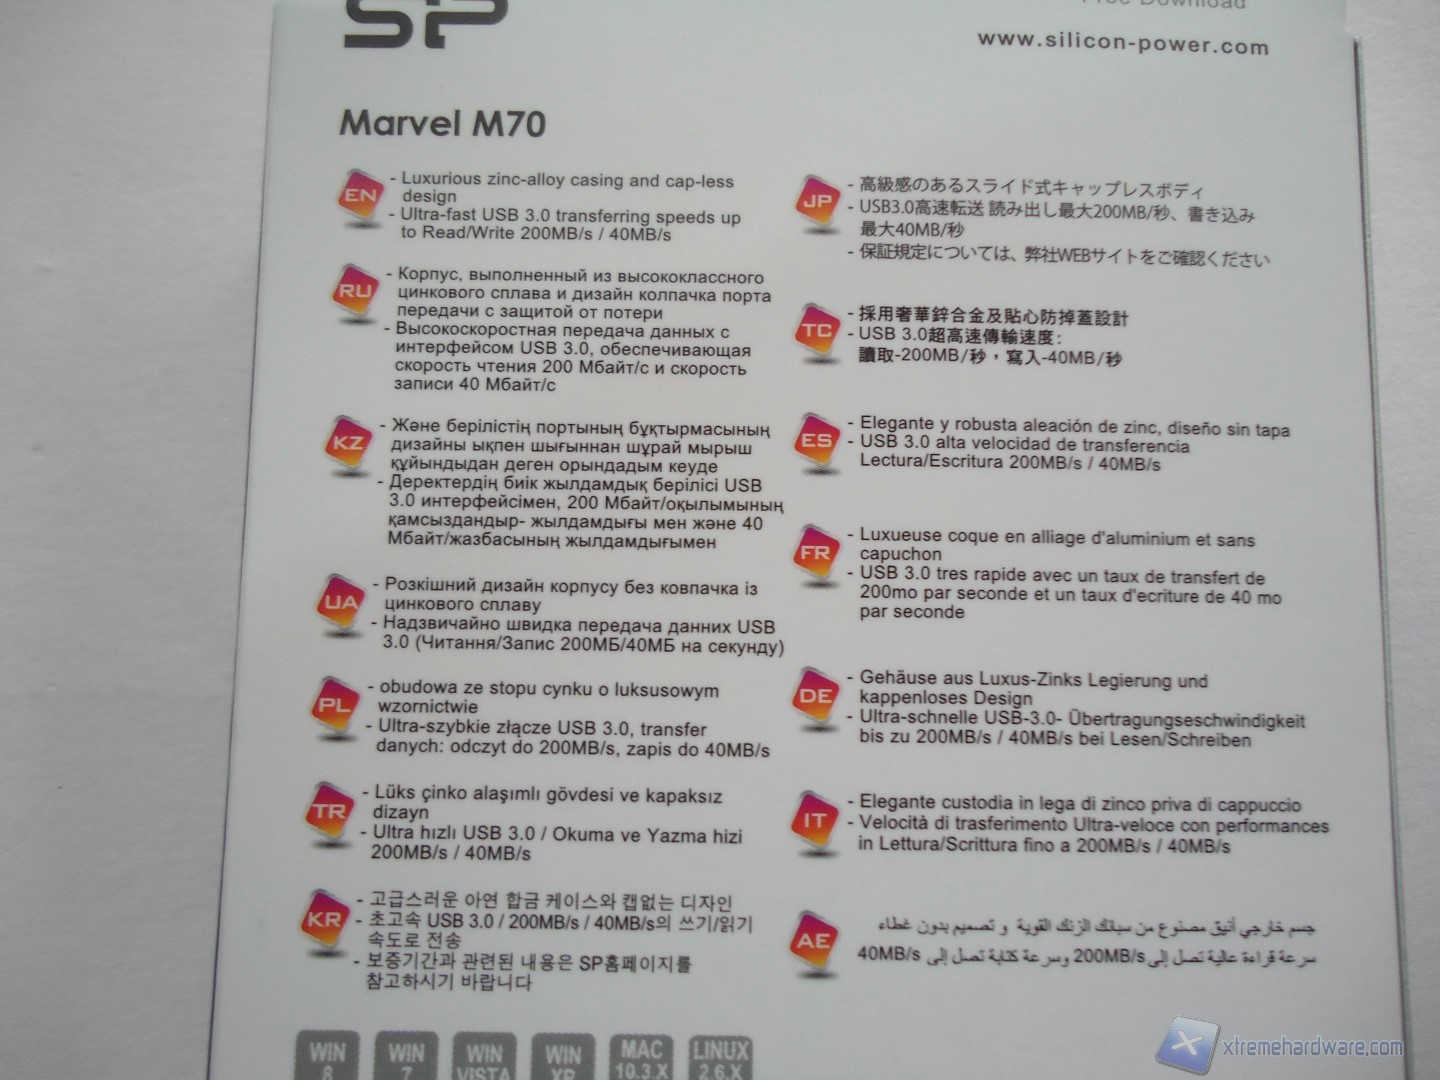 SP
Free Download
www.silicon-power.com
Marvel M70
EN
- Luxurious zinc-alloy casing and cap-less
design
- Ultra-fast USB 3.0 transferring speeds up
to Read/Write 200MB/s / 40MB/s
RU
- Корпус, выполненный из высококлассного
цинкового сплава и дизайн колпачка порта
передачи с защитой от потери
- Высокоскоростная передача данных с
интерфейсом USB 3.0, обеспечивающая
скорость чтения 200 Мбайт/с и скорость
записи 40 Мбайт/с
KZ
- Және берілістің портының бұқтырмасының
дизайны ықпен шығыннан шұрай мырыш
құйындыдан деген орындадым кеуде
- Деректердің биік жылдамдық берілісі USB
3.0 интерфейсімен, 200 Мбайт/оқылымының
қамсыздандыр- жылдамдығы мен және 40
Мбайт/жазбасының жылдамдығымен
UA
- Розкішний дизайн корпусу без ковпачка із
цинкового сплаву
- Надзвичайно швидка передача данних USB
3.0 (Читання/Запис 200МБ/40МБ на секунду)
PL
- obudowa ze stopu cynku o luksusowym
wzornictwie
- Ultra-szybkie złącze USB 3.0, transfer
danych: odczyt do 200MB/s, zapis do 40MB/s
TR
- Lüks çinko alaşımlı gövdesi ve kapaksız
dizayn
- Ultra hızlı USB 3.0 / Okuma ve Yazma hizi
200MB/s / 40MB/s
KR
- 고급스러운 아연 합금 케이스와 캡없는 디자인
- 초고속 USB 3.0 / 200MB/s / 40MB/s의 쓰기/읽기
속도로 전송
- 보증기간과 관련된 내용은 SP홈페이지를
참고하시기 바랍니다
JP
- 高級感のあるスライド式キャップレスボディ
- USB3.0高速転送 読み出し最大200MB/秒、書き込み
最大40MB/秒
- 保証規定については、弊社WEBサイトをご確認ください
TC
- 採用奢華鋅合金及貼心防掉蓋設計
- USB 3.0超高速傳輸速度:
讀取-200MB/秒，寫入-40MB/秒
ES
- Elegante y robusta aleación de zinc, diseño sin tapa
- USB 3.0 alta velocidad de transferencia
Lectura/Escritura 200MB/s / 40MB/s
FR
- Luxueuse coque en alliage d'aluminium et sans
capuchon
- USB 3.0 tres rapide avec un taux de transfert de
200mo par seconde et un taux d'ecriture de 40 mo
par seconde
DE
- Gehäuse aus Luxus-Zinks Legierung und
kappenloses Design
- Ultra-schnelle USB-3.0- Übertragungseschwindigkeit
bis zu 200MB/s / 40MB/s bei Lesen/Schreiben
IT
- Elegante custodia in lega di zinco priva di cappuccio
- Velocità di trasferimento Ultra-veloce con performances
in Lettura/Scrittura fino a 200MB/s / 40MB/s
AE
جسم خارجي أنيق مصنوع من سبائك الزنك القوية و تصميم بدون غطاء
سرعة قراءة عالية تصل إلى 200MB/s وسرعة كتابة تصل إلى 40MB/s
WIN 8
WIN 7
WIN VISTA
WIN XP
MAC 10.3.X
LINUX 2.6.X
xtremehardware.com